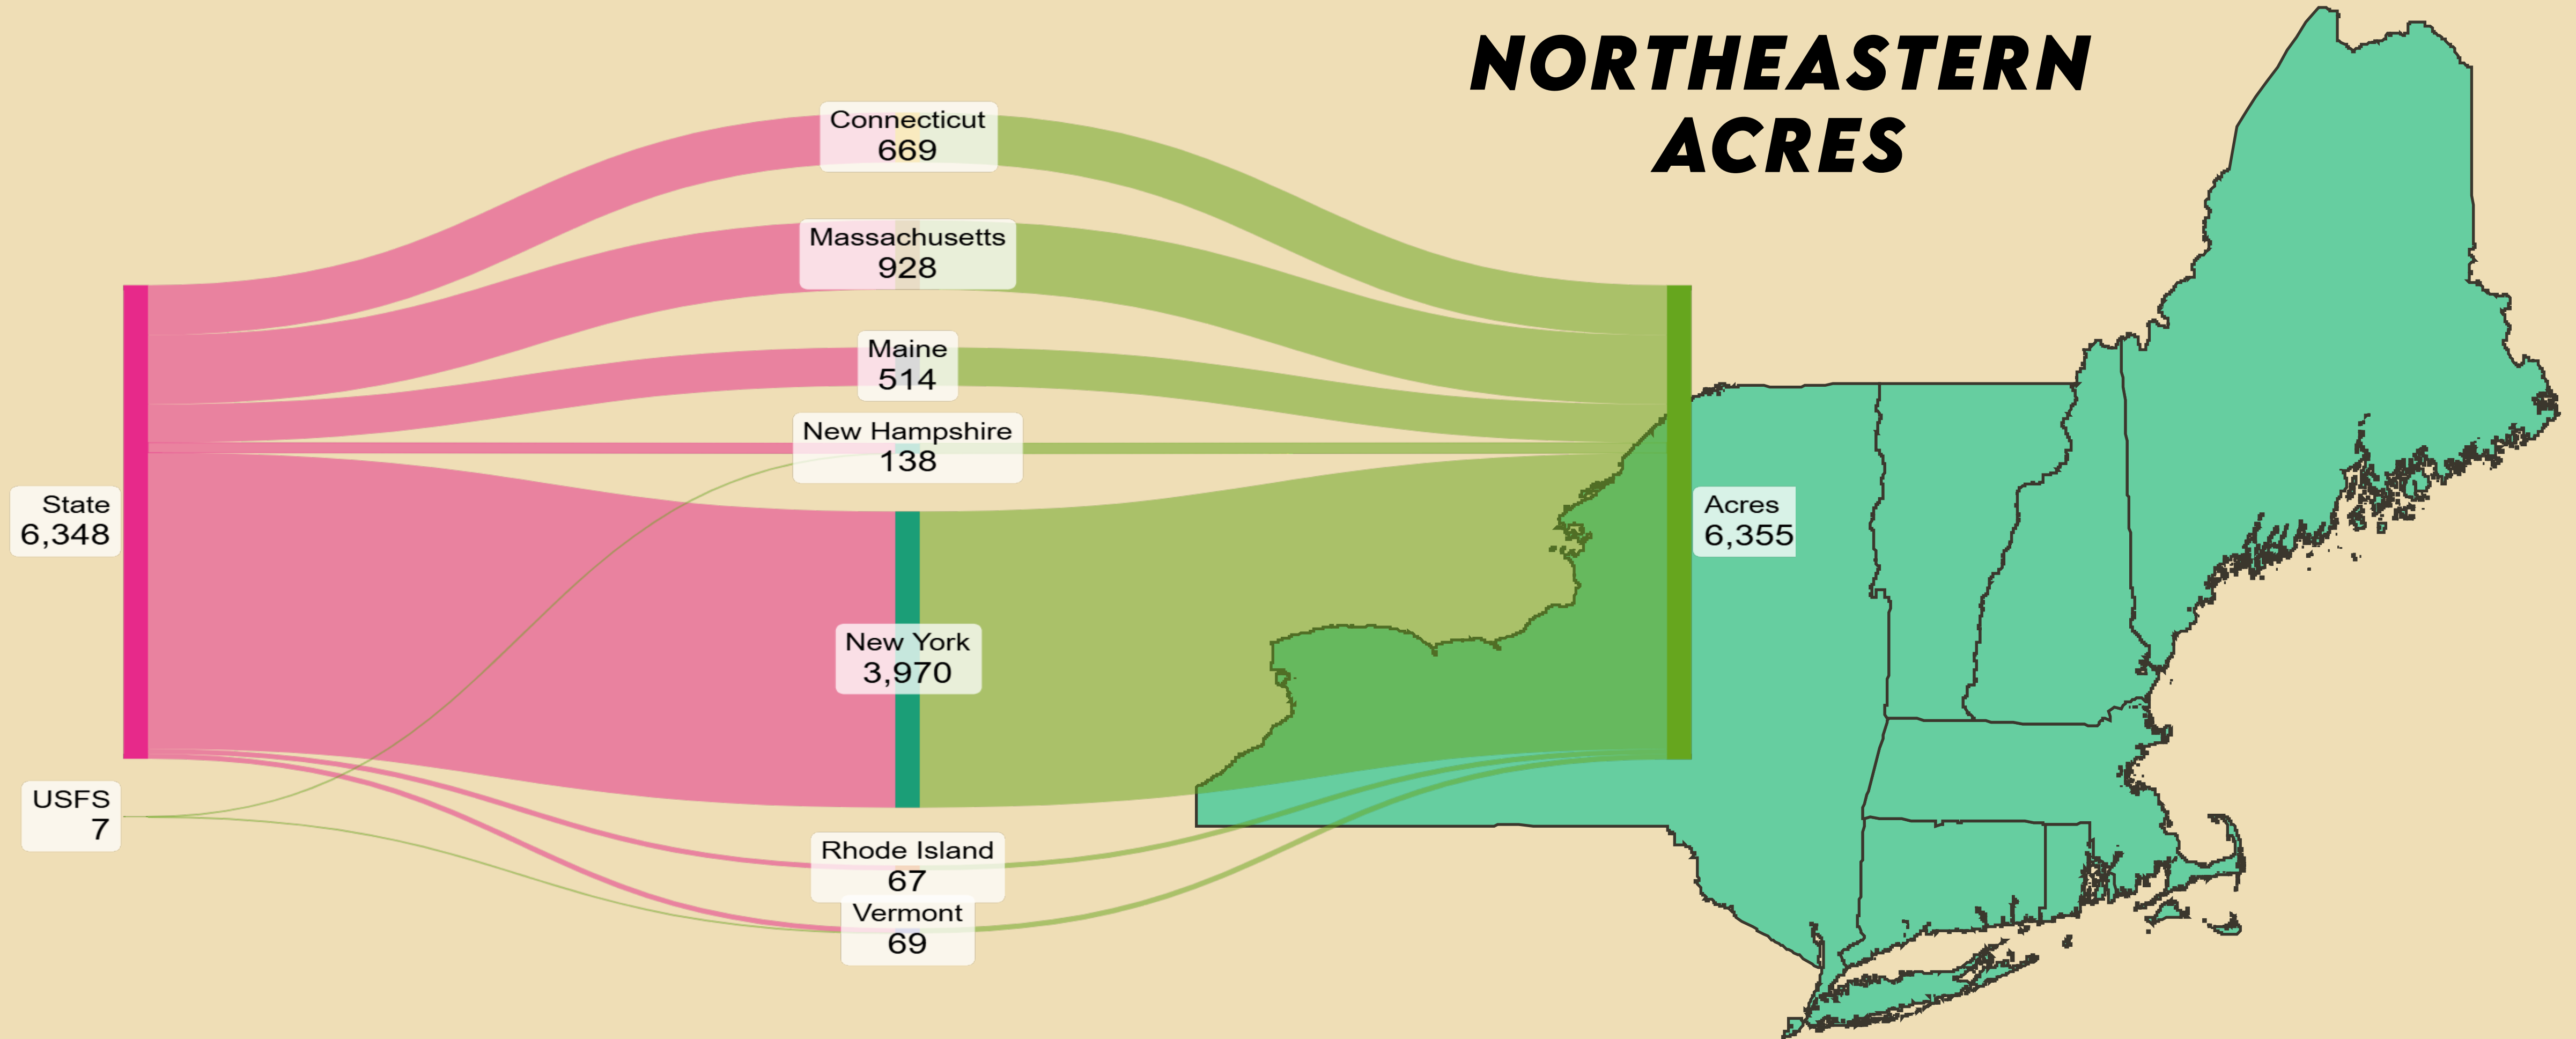 NORTHEASTERN
ACRES
State
6,348
USFS
7
Connecticut
669
Massachusetts
928
Maine
514
New Hampshire
138
New York
3,970
Rhode Island
67
Vermont
69
Acres
6,355